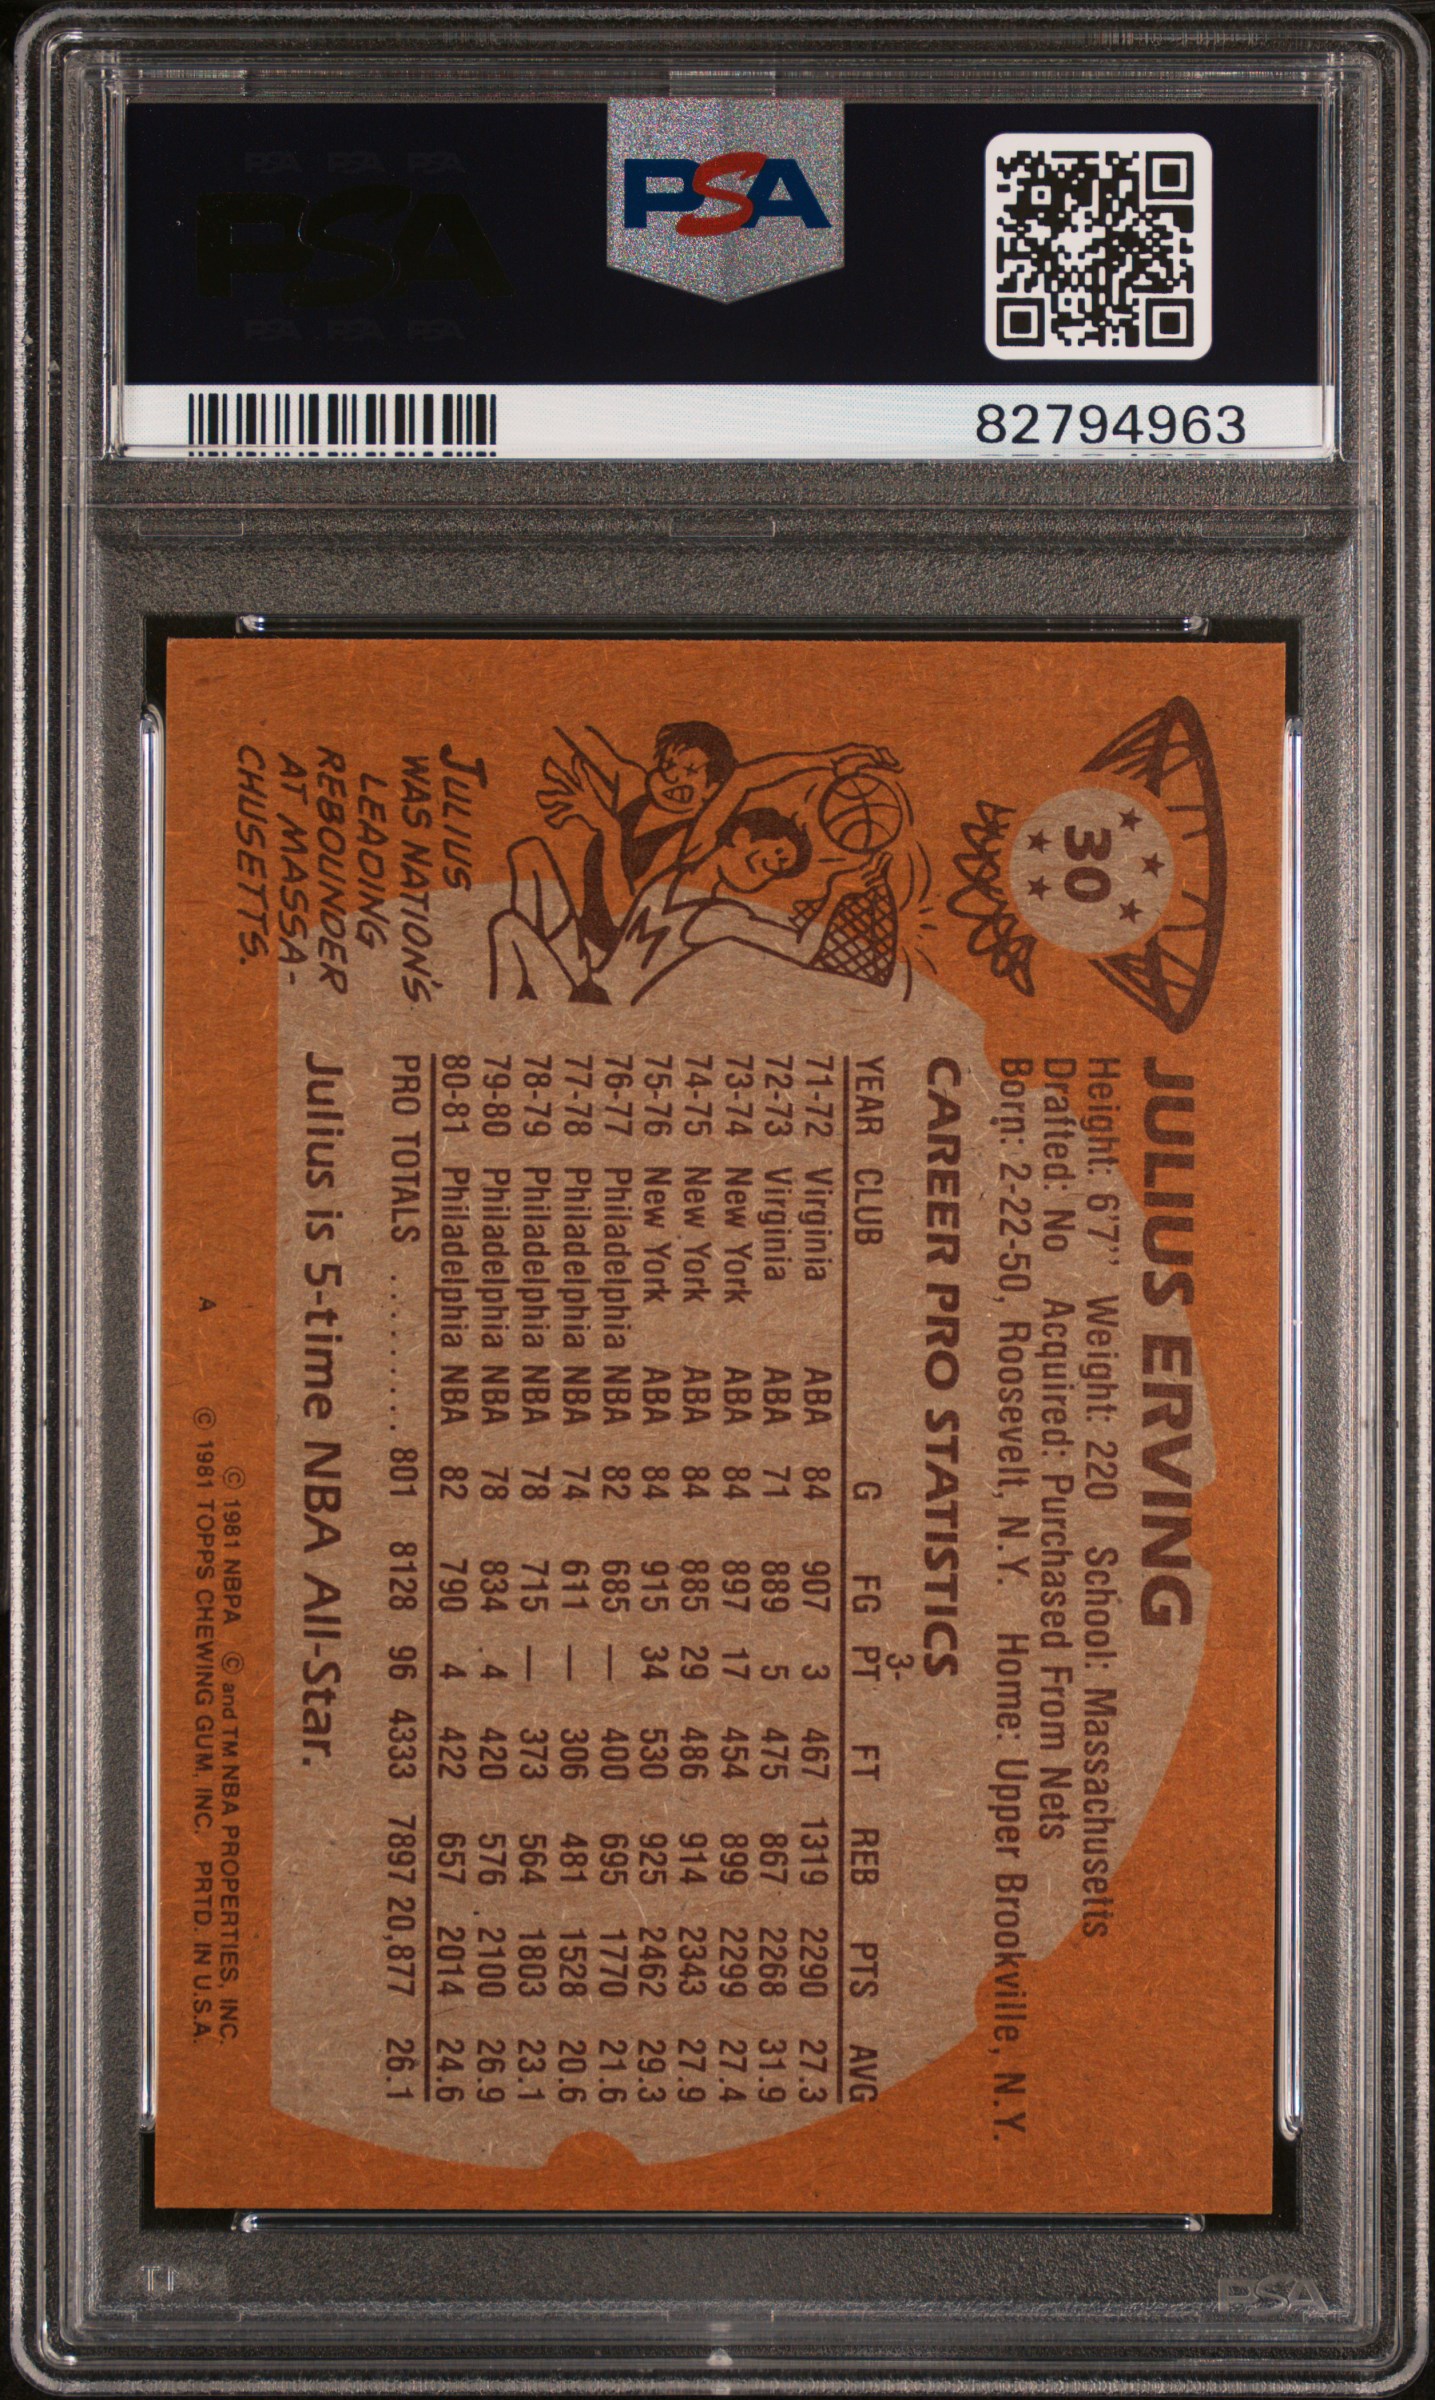 PSA PSA PSA
PSA
PSA PSA PSA
PSA
82794963
30
JULIUS ERVING
Height: 6'7" Weight: 220 School: Massachusetts
Drafted: No Acquired: Purchased From Nets
Born: 2-22-50, Roosevelt, N.Y. Home: Upper Brookville, N.Y.
CAREER PRO STATISTICS
YEAR CLUB G FG 3-PT FT REB PTS AVG
71-72 Virginia ABA 84 907 3 467 1319 2290 27.3
72-73 Virginia ABA 71 889 5 475 867 2268 31.9
73-74 New York ABA 84 897 17 454 899 2299 27.4
74-75 New York ABA 84 885 29 486 914 2343 27.9
75-76 New York ABA 84 915 34 530 925 2462 29.3
76-77 Philadelphia NBA 82 685 — 400 695 1770 21.6
77-78 Philadelphia NBA 74 611 — 306 481 1528 20.6
78-79 Philadelphia NBA 78 715 — 373 564 1803 23.1
79-80 Philadelphia NBA 78 834 4 420 576 2100 26.9
80-81 Philadelphia NBA 82 790 4 422 657 2014 24.6
PRO TOTALS ......... 801 8128 96 4333 7897 20,877 26.1
Julius is 5-time NBA All-Star.
JULIUS
WAS NATION'S
LEADING
REBOUNDER
AT MASSA-
CHUSETTS.
© 1981 NBPA © and TM NBA PROPERTIES, INC.
A © 1981 TOPPS CHEWING GUM, INC. PRTD. IN U.S.A.
PSA